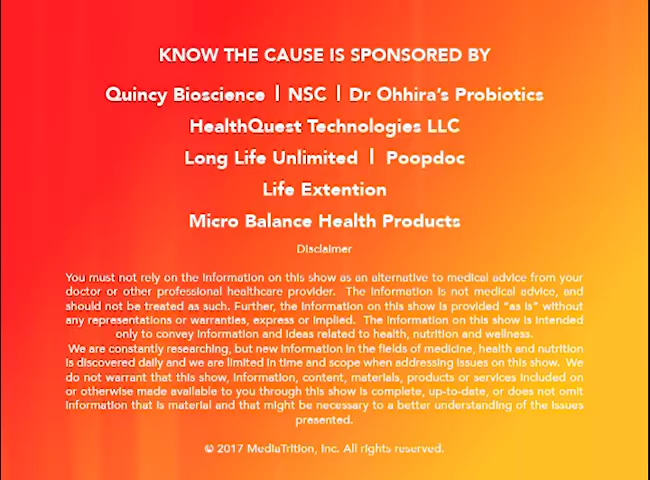 KNOW THE CAUSE IS SPONSORED BY
Quincy Bioscience | NSC | Dr Ohhira's Probiotics
HealthQuest Technologies LLC
Long Life Unlimited | Poopdoc
Life Extention
Micro Balance Health Products
Disclaimer
You must not rely on the information on this show as an alternative to medical advice from your
doctor or other professional healthcare provider. The information is not medical advice, and
should not be treated as such. Further, the information on this show is provided "as is" without
any representations or warranties, express or implied. The information on this show is intended
only to convey information and ideas related to health, nutrition and wellness.
We are constantly researching, but new information in the fields of medicine, health and nutrition
is discovered daily and we are limited in time and scope when addressing issues on this show. We
do not warrant that this show, information, content, materials, products or services included on
or otherwise made available to you through this show is complete, up-to-date, or does not omit
information that is material and that might be necessary to a better understanding of the issues
presented.
© 2017 MediaTrition, Inc. All rights reserved.